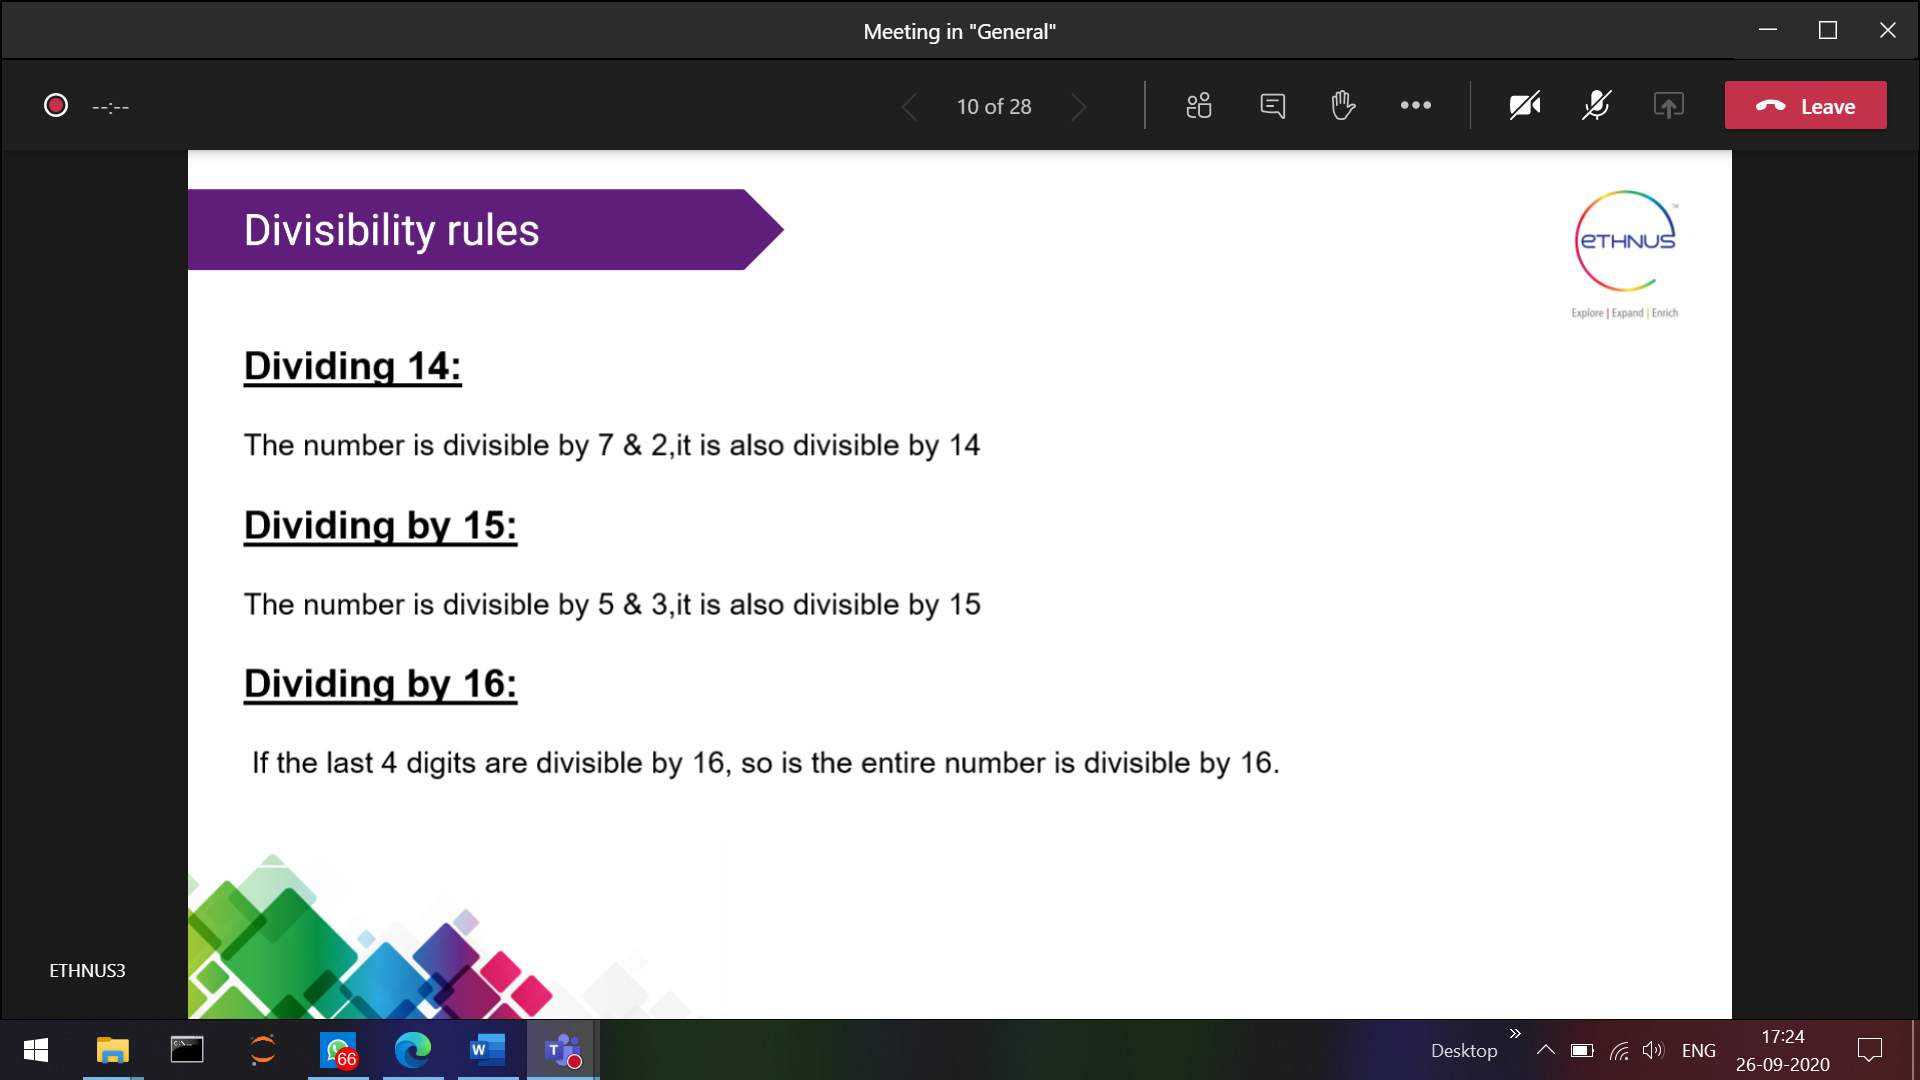 Meeting in "General"
--:--
10 of 28
Leave
Divisibility rules
eTHNUS
TM
Explore | Expand | Enrich
Dividing 14:
The number is divisible by 7 & 2,it is also divisible by 14
Dividing by 15:
The number is divisible by 5 & 3,it is also divisible by 15
Dividing by 16:
If the last 4 digits are divisible by 16, so is the entire number is divisible by 16.
ETHNUS3
C:\_
66
W
T
Desktop
»
ENG
17:24
26-09-2020